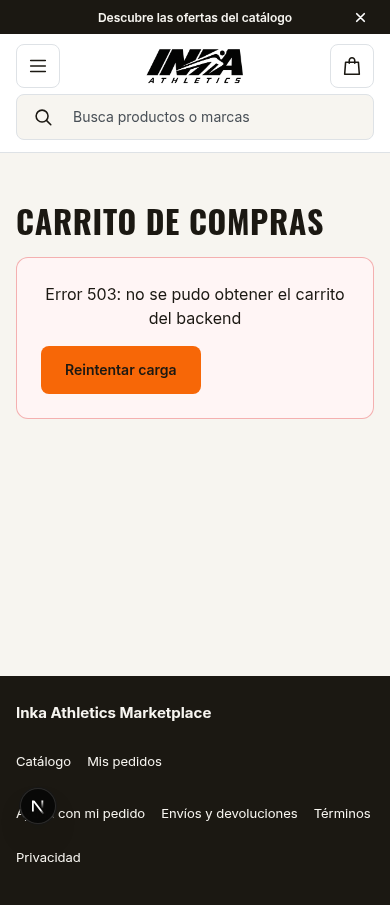 Descubre las ofertas del catálogo
INKA
ATHLETICS
Busca productos o marcas
CARRITO DE COMPRAS
Error 503: no se pudo obtener el carrito
del backend
Reintentar carga
Inka Athletics Marketplace
Catálogo Mis pedidos
con mi pedido Envíos y devoluciones Términos
Privacidad